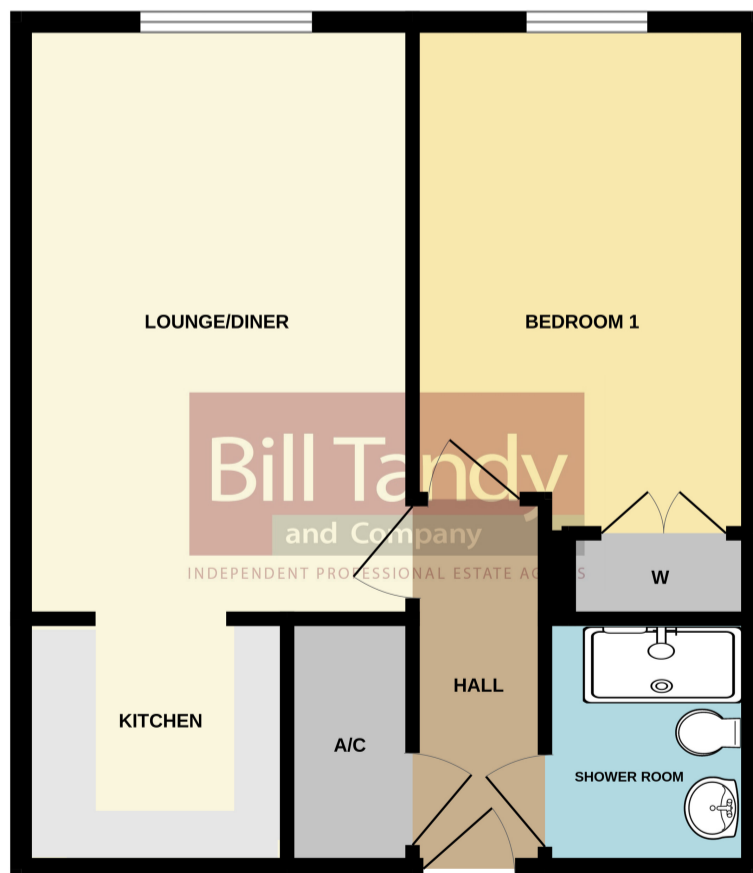 LOUNGE/DINER
BEDROOM 1
Bill Tandy
and Company
INDEPENDENT PROFESSIONAL ESTATE AGENTS
W
HALL
KITCHEN
A/C
SHOWER ROOM